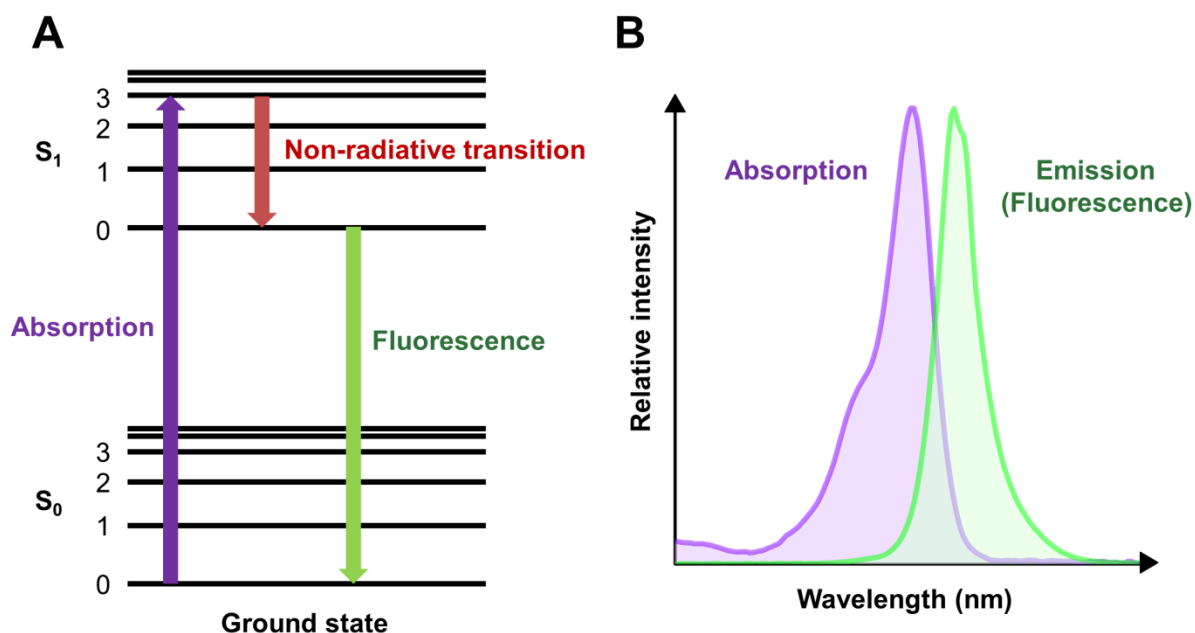 A
3
2
S₁
1
0
Non-radiative transition
Absorption
Fluorescence
3
2
S₀
1
0
Ground state
B
Absorption
Emission
(Fluorescence)
Relative intensity
Wavelength (nm)